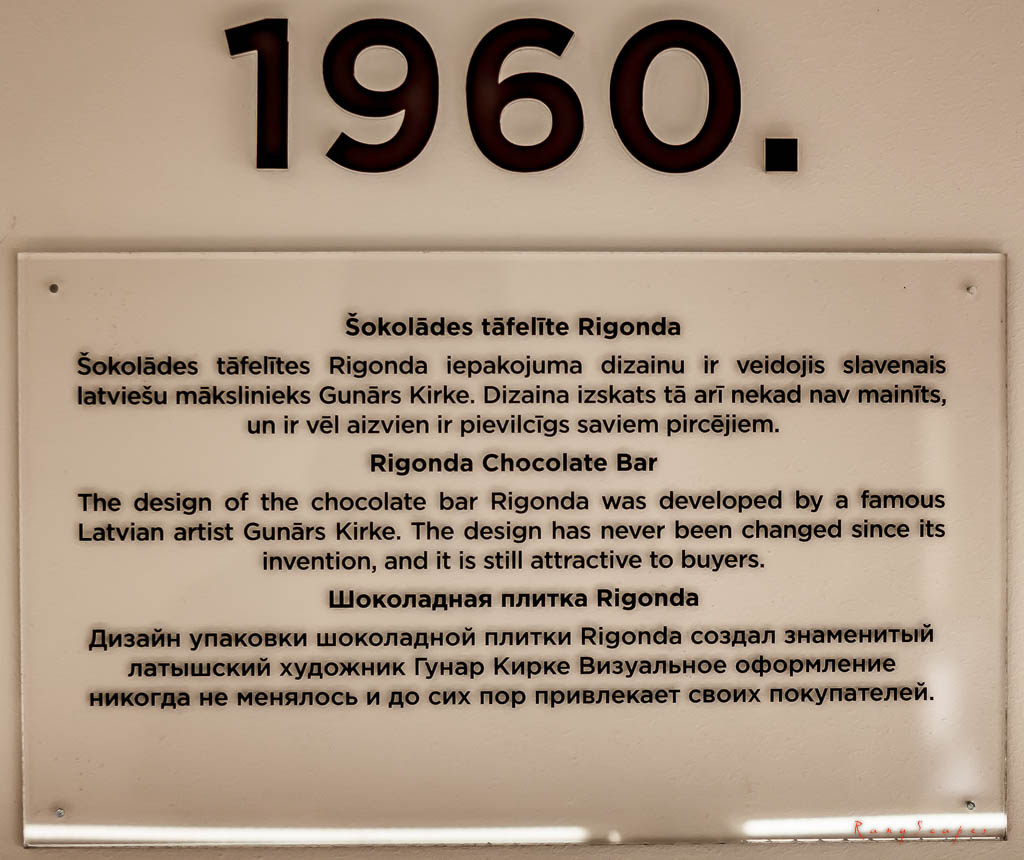 1960.
Šokolādes tāfelīte Rigonda
Šokolādes tāfelītes Rigonda iepakojuma dizainu ir veidojis slavenais
latviešu mākslinieks Gunārs Kirke. Dizaina izskats tā arī nekad nav mainīts,
un ir vēl aizvien ir pievilcīgs saviem pircējiem.
Rigonda Chocolate Bar
The design of the chocolate bar Rigonda was developed by a famous
Latvian artist Gunārs Kirke. The design has never been changed since its
invention, and it is still attractive to buyers.
Шоколадная плитка Rigonda
Дизайн упаковки шоколадной плитки Rigonda создал знаменитый
латышский художник Гунар Кирке Визуальное оформление
никогда не менялось и до сих пор привлекает своих покупателей.
RangScapes